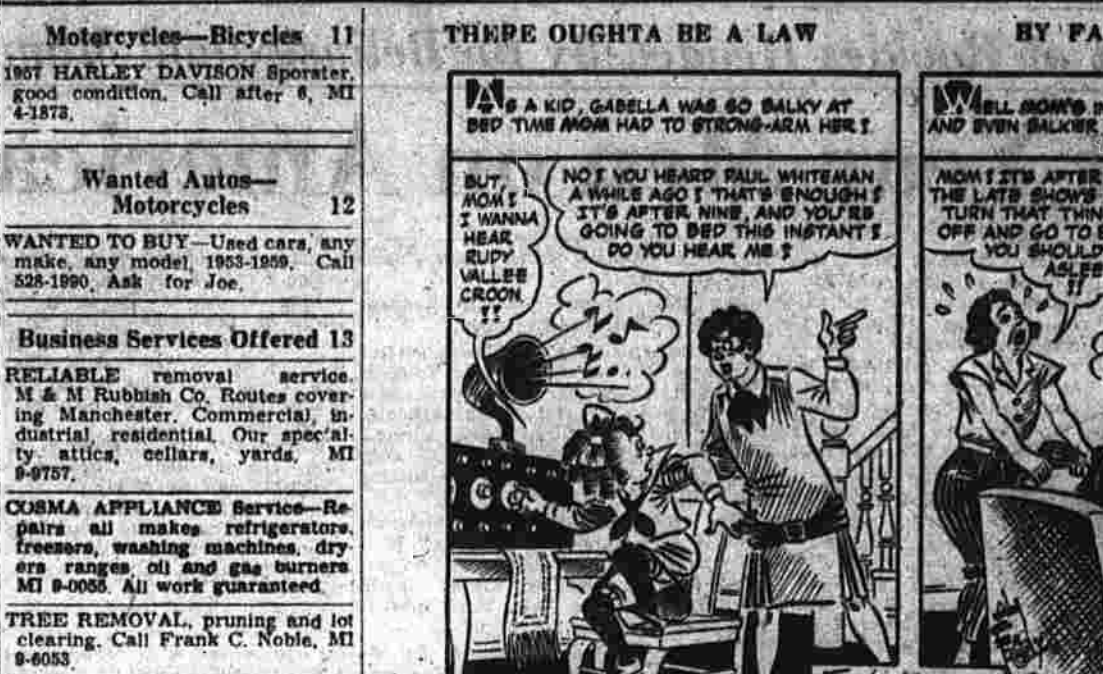 Motorcycles—Bicycles 11
1957 HARLEY DAVISON Sporster,
good condition. Call after 6, MI
4-1873.
Wanted Autos—
Motorcycles 12
WANTED TO BUY—Used cars, any
make, any model, 1953-1959. Call
528-1990. Ask for Joe.
Business Services Offered 13
RELIABLE removal service.
M & M Rubbish Co. Routes cover-
ing Manchester. Commercial, in-
dustrial, residential. Our special-
ty attics, cellars, yards, MI
9-9757.
COSMA APPLIANCE Service—Re-
pairs all makes refrigerators,
freezers, washing machines, dry-
ers ranges oil and gas burners
MI 9-0055. All work guaranteed.
TREE REMOVAL, pruning and lot
clearing. Call Frank C. Noble, MI
9-6053
THERE OUGHTA BE A LAW
BY FA
AS A KID, GABELLA WAS SO BALKY AT
BED TIME MOM HAD TO STRONG-ARM HER!
BUT,
MOM!
I WANNA
HEAR
RUDY
VALLEE
CROON
!!
NO! YOU HEARD PAUL WHITEMAN
A WHILE AGO! THAT'S ENOUGH!
IT'S AFTER NINE, AND YOU'RE
GOING TO BED THIS INSTANT!
DO YOU HEAR ME!
WELL MOM'S
AND EVEN BALKIER
MOM! IT'S AFTER
THE LATE SHOW'S
TURN THAT THIN
OFF AND GO TO
YOU SHOULD
ASLEE
!!